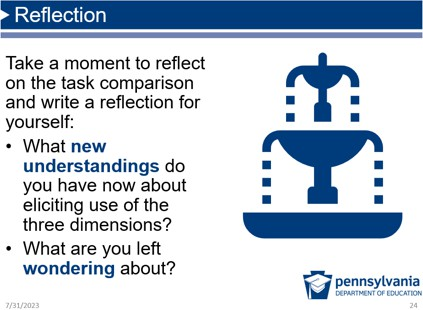 Reflection
Take a moment to reflect
on the task comparison
and write a reflection for
yourself:
• What new
understandings do
you have now about
eliciting use of the
three dimensions?
• What are you left
wondering about?
pennsylvania
DEPARTMENT OF EDUCATION
7/31/2023
24